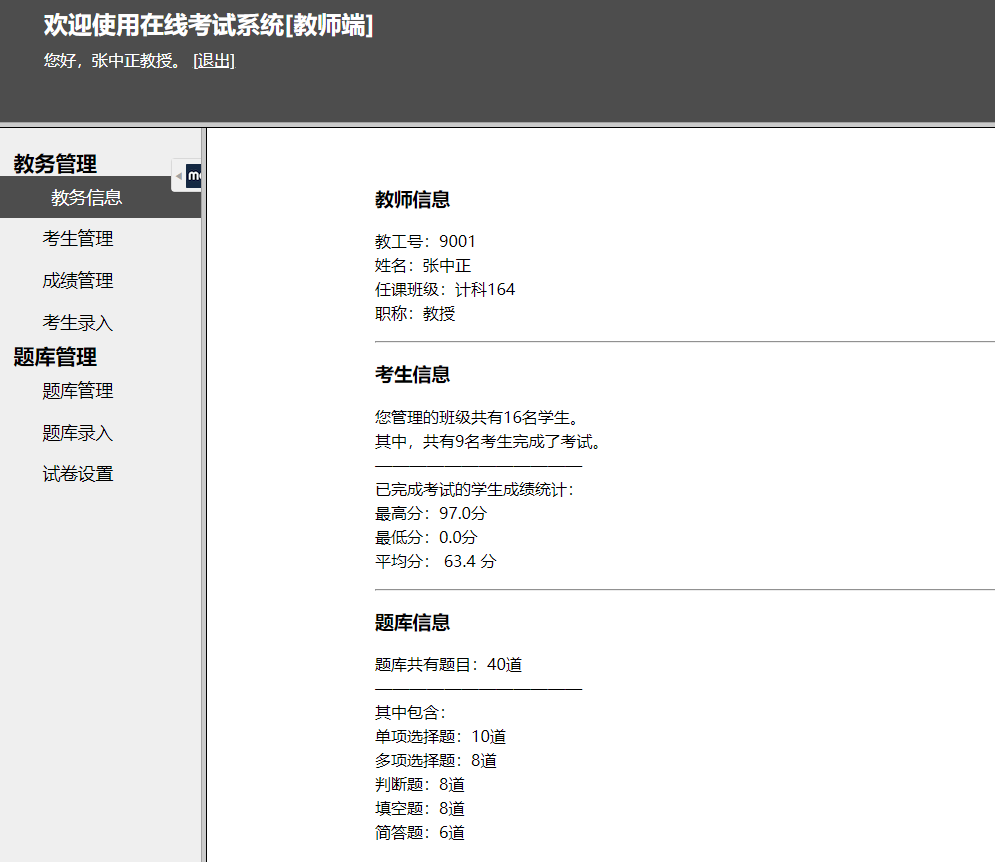 欢迎使用在线考试系统[教师端]
您好，张中正教授。 [退出]
教务管理
教务信息
考生管理
成绩管理
考生录入
题库管理
题库管理
题库录入
试卷设置
教师信息
教工号：9001
姓名：张中正
任课班级：计科164
职称：教授
考生信息
您管理的班级共有16名学生。
其中，共有9名考生完成了考试。
已完成考试的学生成绩统计：
最高分：97.0分
最低分：0.0分
平均分： 63.4 分
题库信息
题库共有题目：40道
其中包含：
单项选择题：10道
多项选择题：8道
判断题：8道
填空题：8道
简答题：6道